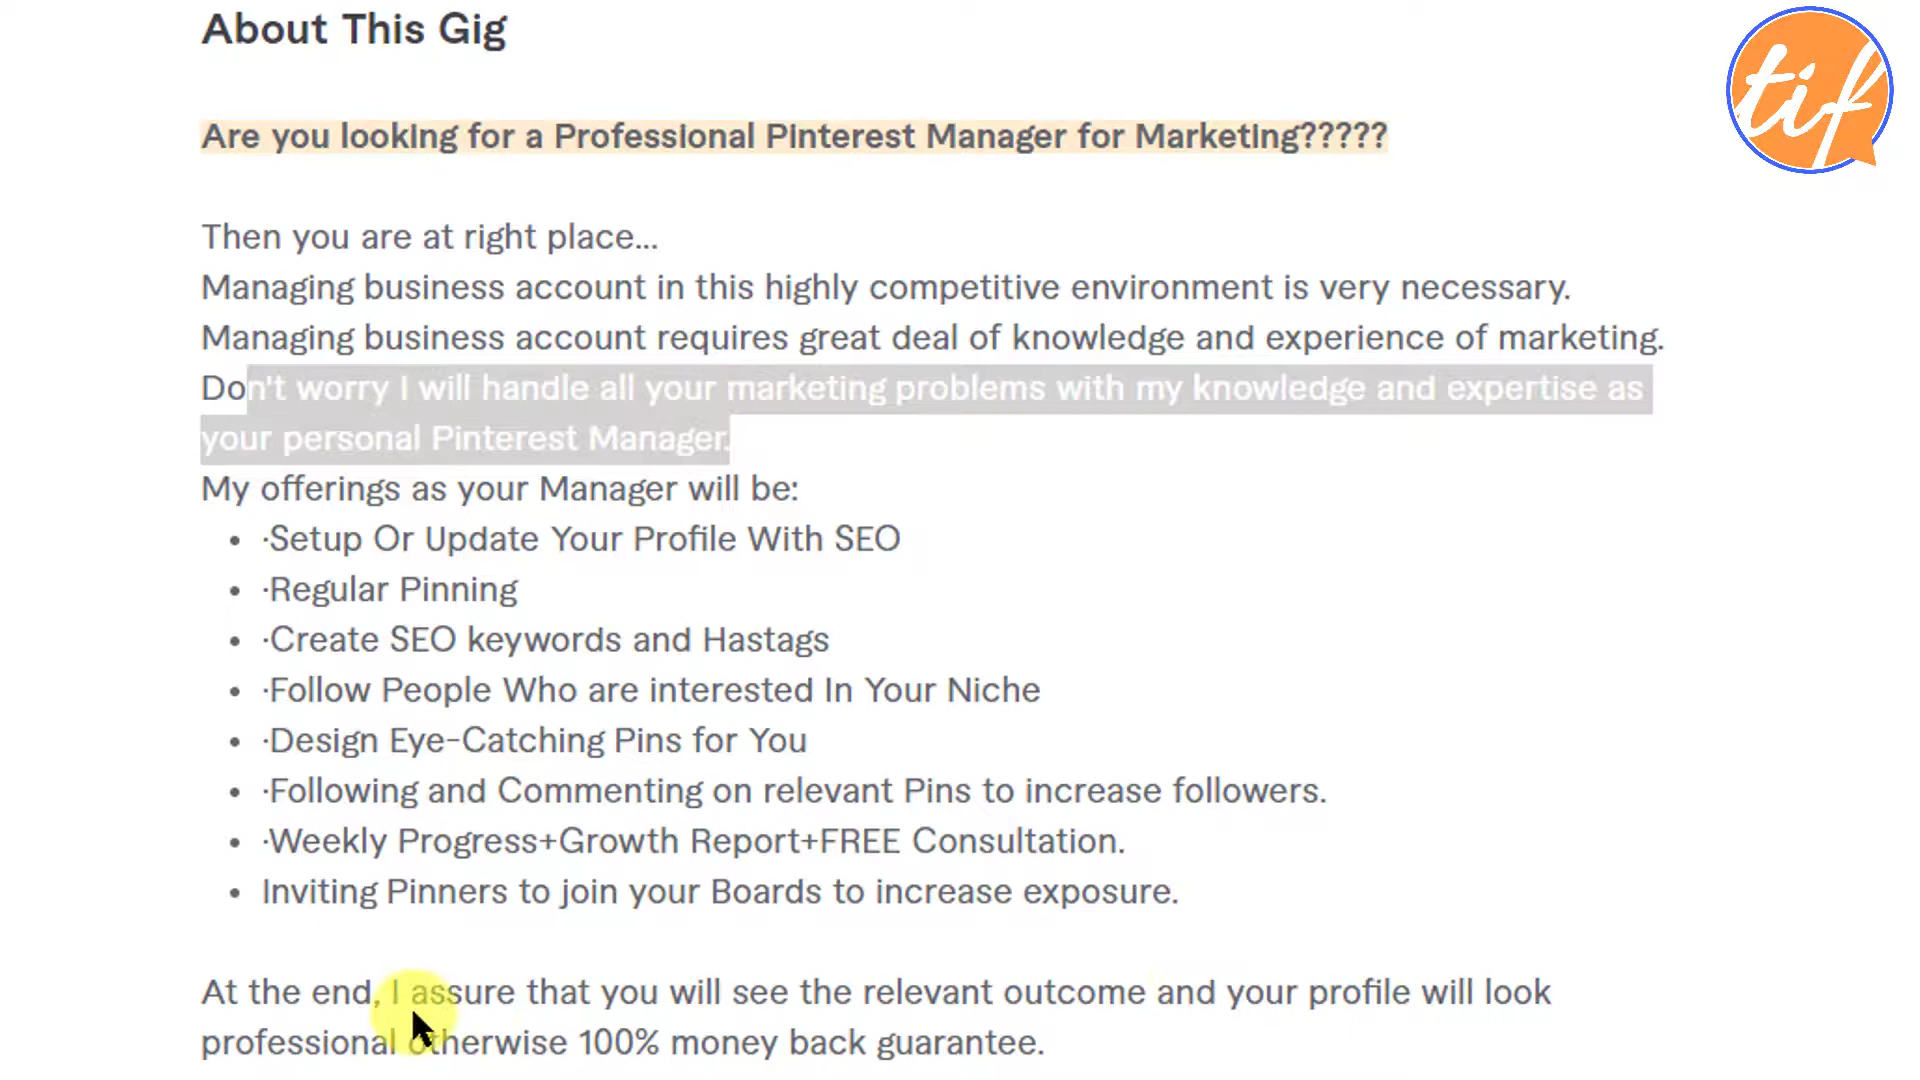 About This Gig
tif
Are you looking for a Professional Pinterest Manager for Marketing?????
Then you are at right place...
Managing business account in this highly competitive environment is very necessary.
Managing business account requires great deal of knowledge and experience of marketing.
Don't worry I will handle all your marketing problems with my knowledge and expertise as
your personal Pinterest Manager.
My offerings as your Manager will be:
• ·Setup Or Update Your Profile With SEO
• ·Regular Pinning
• ·Create SEO keywords and Hastags
• ·Follow People Who are interested In Your Niche
• ·Design Eye-Catching Pins for You
• ·Following and Commenting on relevant Pins to increase followers.
• ·Weekly Progress+Growth Report+FREE Consultation.
• Inviting Pinners to join your Boards to increase exposure.
At the end, I assure that you will see the relevant outcome and your profile will look
professional otherwise 100% money back guarantee.